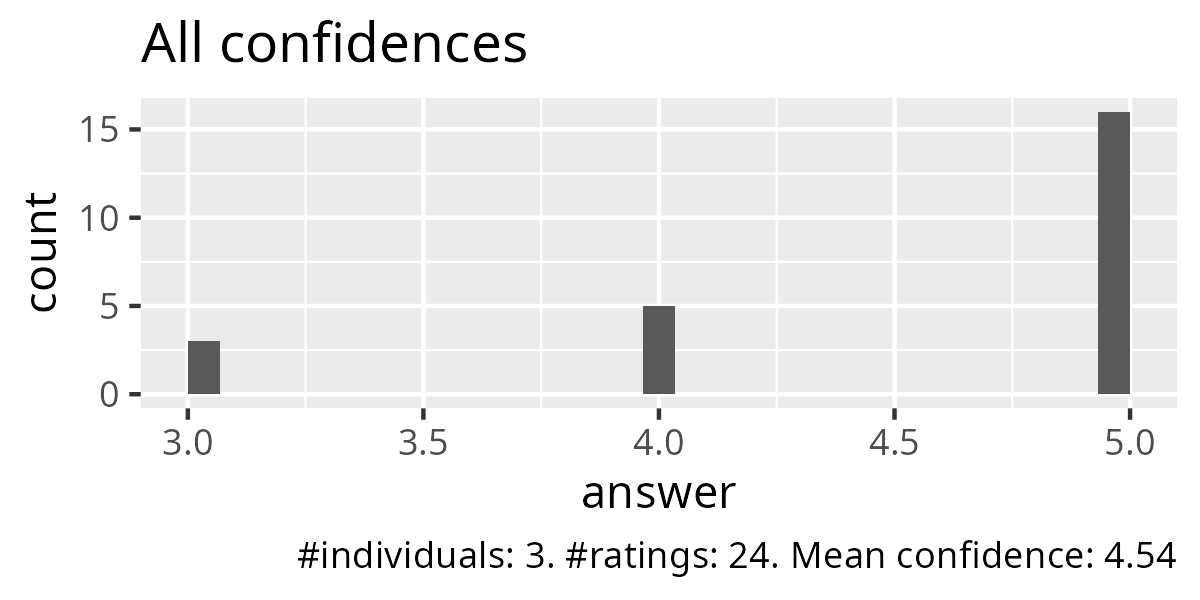 All confidences
count
15
10
5
0
3.0 3.5 4.0 4.5 5.0
answer
#individuals: 3. #ratings: 24. Mean confidence: 4.54